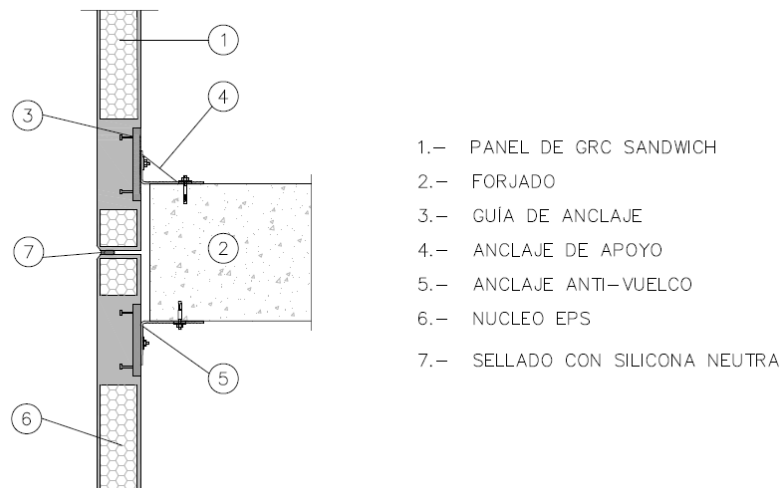 1
3
4
2
7
5
6
1.- PANEL DE GRC SANDWICH
2.- FORJADO
3.- GUÍA DE ANCLAJE
4.- ANCLAJE DE APOYO
5.- ANCLAJE ANTI-VUELCO
6.- NUCLEO EPS
7.- SELLADO CON SILICONA NEUTRA